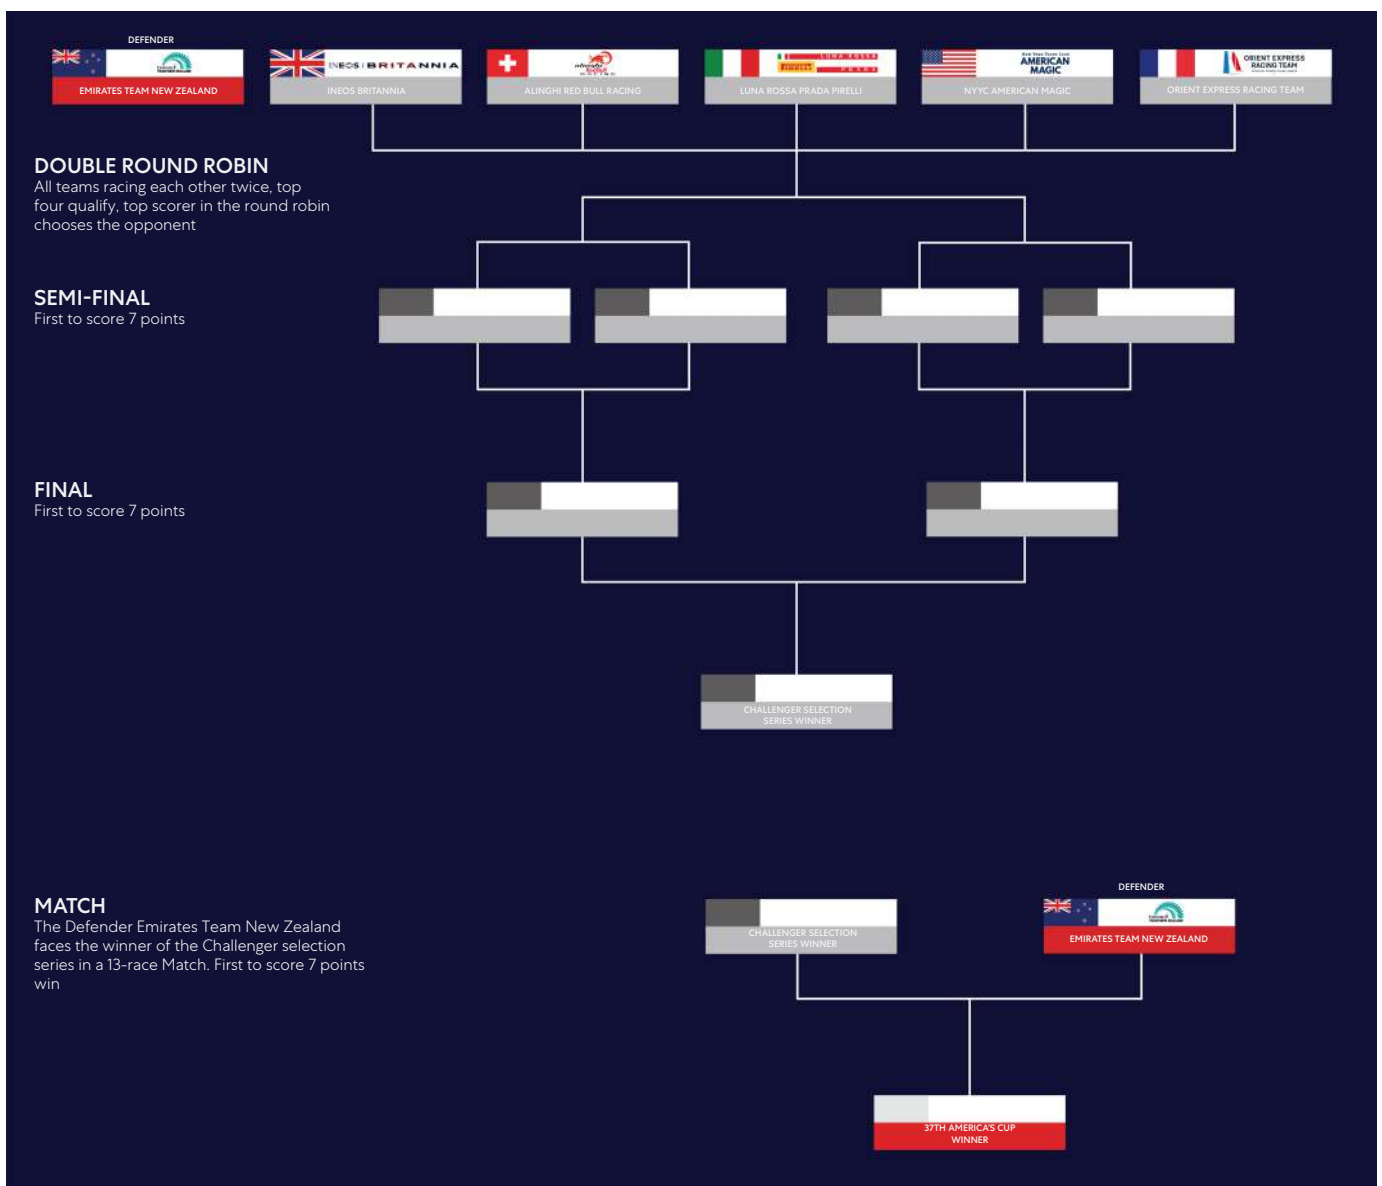 DEFENDER
INEOS BRITANNIA
AMERICAN
MAGIC
ORIENT EXPRESS
RACING TEAM
EMIRATES TEAM NEW ZEALAND
INEOS BRITANNIA
ALINGHI RED BULL RACING
LUNA ROSSA PRADA PIRELLI
NYYC AMERICAN MAGIC
ORIENT EXPRESS RACING TEAM
DOUBLE ROUND ROBIN
All teams racing each other twice, top
four qualify, top scorer in the round robin
chooses the opponent
SEMI-FINAL
First to score 7 points
FINAL
First to score 7 points
CHALLENGER SELECTION
SERIES WINNER
MATCH
The Defender Emirates Team New Zealand
faces the winner of the Challenger selection
series in a 13-race Match. First to score 7 points
win
CHALLENGER SELECTION
SERIES WINNER
DEFENDER
EMIRATES TEAM NEW ZEALAND
37TH AMERICA'S CUP
WINNER